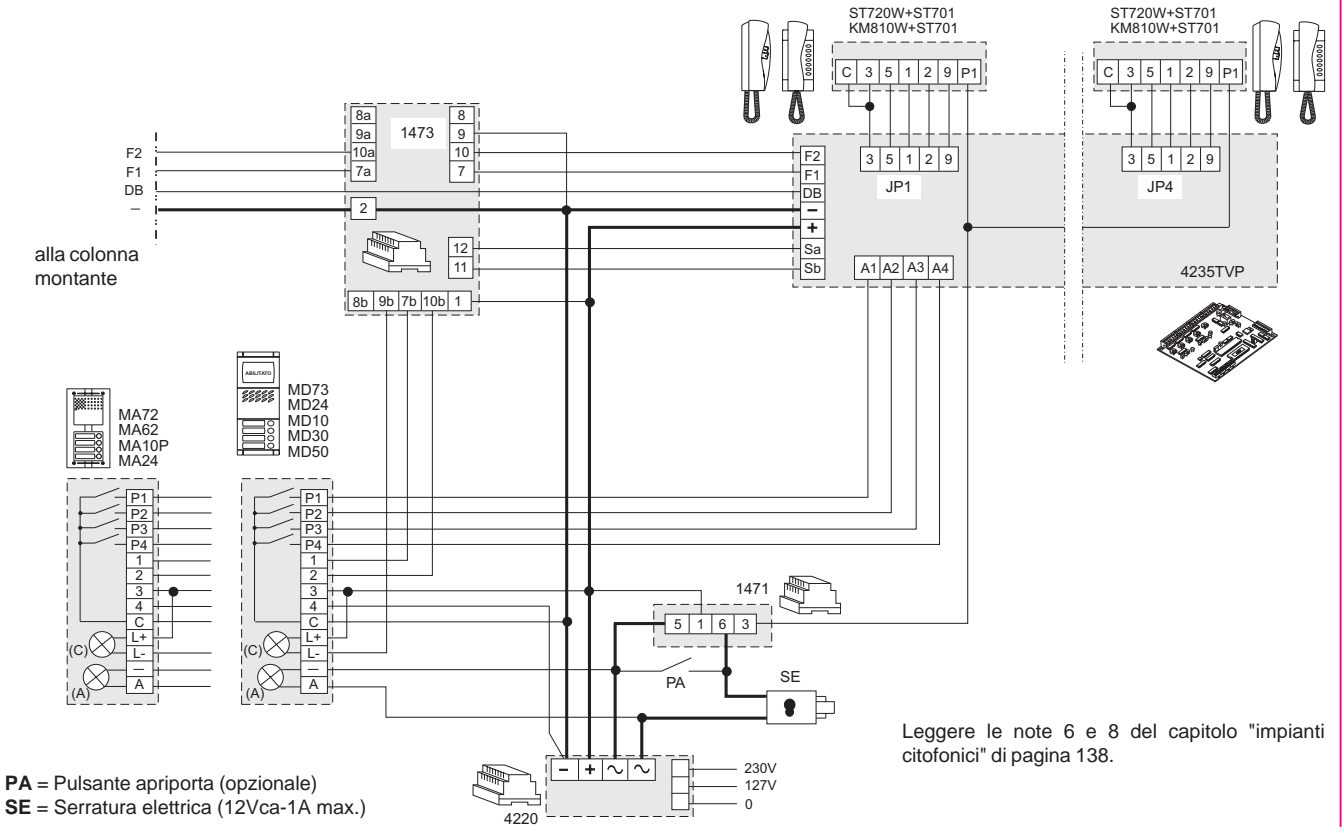 ST720W+ST701
KM810W+ST701
ST720W+ST701
KM810W+ST701
C 3 5 1 2 9 P1
C 3 5 1 2 9 P1
8a 8
9a 1473 9
10a 10
7a 7
F2
F1
DB
–
2
12
11
8b 9b 7b 10b 1
alla colonna
montante
F2
F1
DB
–
+
Sa
Sb
3 5 1 2 9
JP1
3 5 1 2 9
JP4
A1 A2 A3 A4
4235TVP
ABILITATO
MA72
MA62
MA10P
MA24
MD73
MD24
MD10
MD30
MD50
P1
P2
P3
P4
1
2
3
4
C
L+
(C) L-
–
(A) A
P1
P2
P3
P4
1
2
3
4
C
L+
(C) L-
–
(A) A
1471
5 1 6 3
PA
SE
– + ~ ~
230V
127V
0
4220
Leggere le note 6 e 8 del capitolo "impianti
citofonici" di pagina 138.
PA = Pulsante apriporta (opzionale)
SE = Serratura elettrica (12Vca-1A max.)